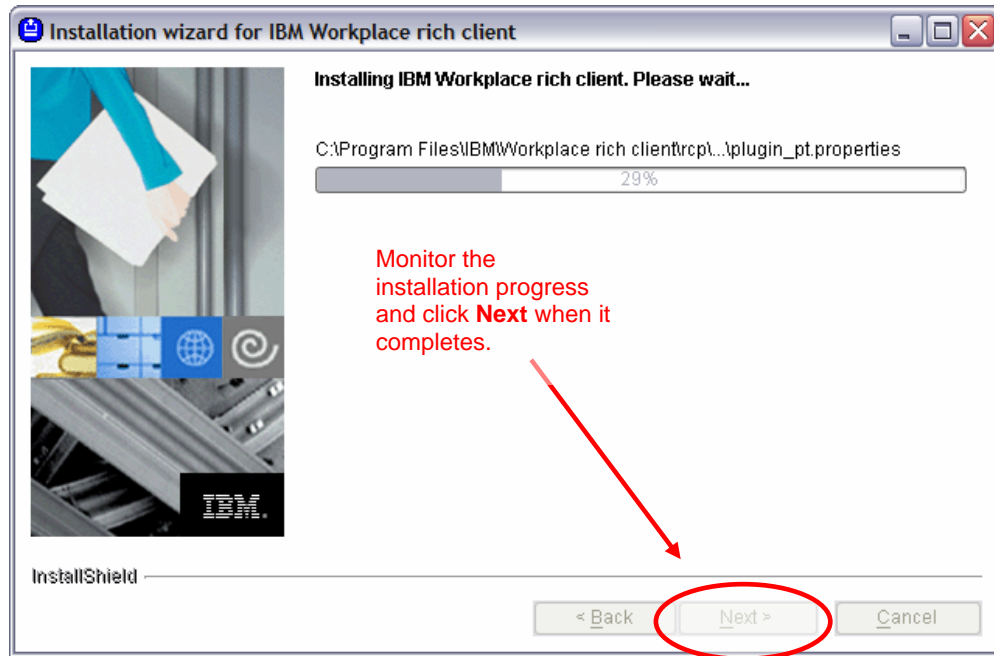 Installation wizard for IBM Workplace rich client
Installing IBM Workplace rich client. Please wait...
C:\Program Files\IBM\Workplace rich client\rcp\...\plugin_pt.properties
29%
Monitor the
installation progress
and click Next when it
completes.
IBM.
InstallShield
< Back
Next >
Cancel